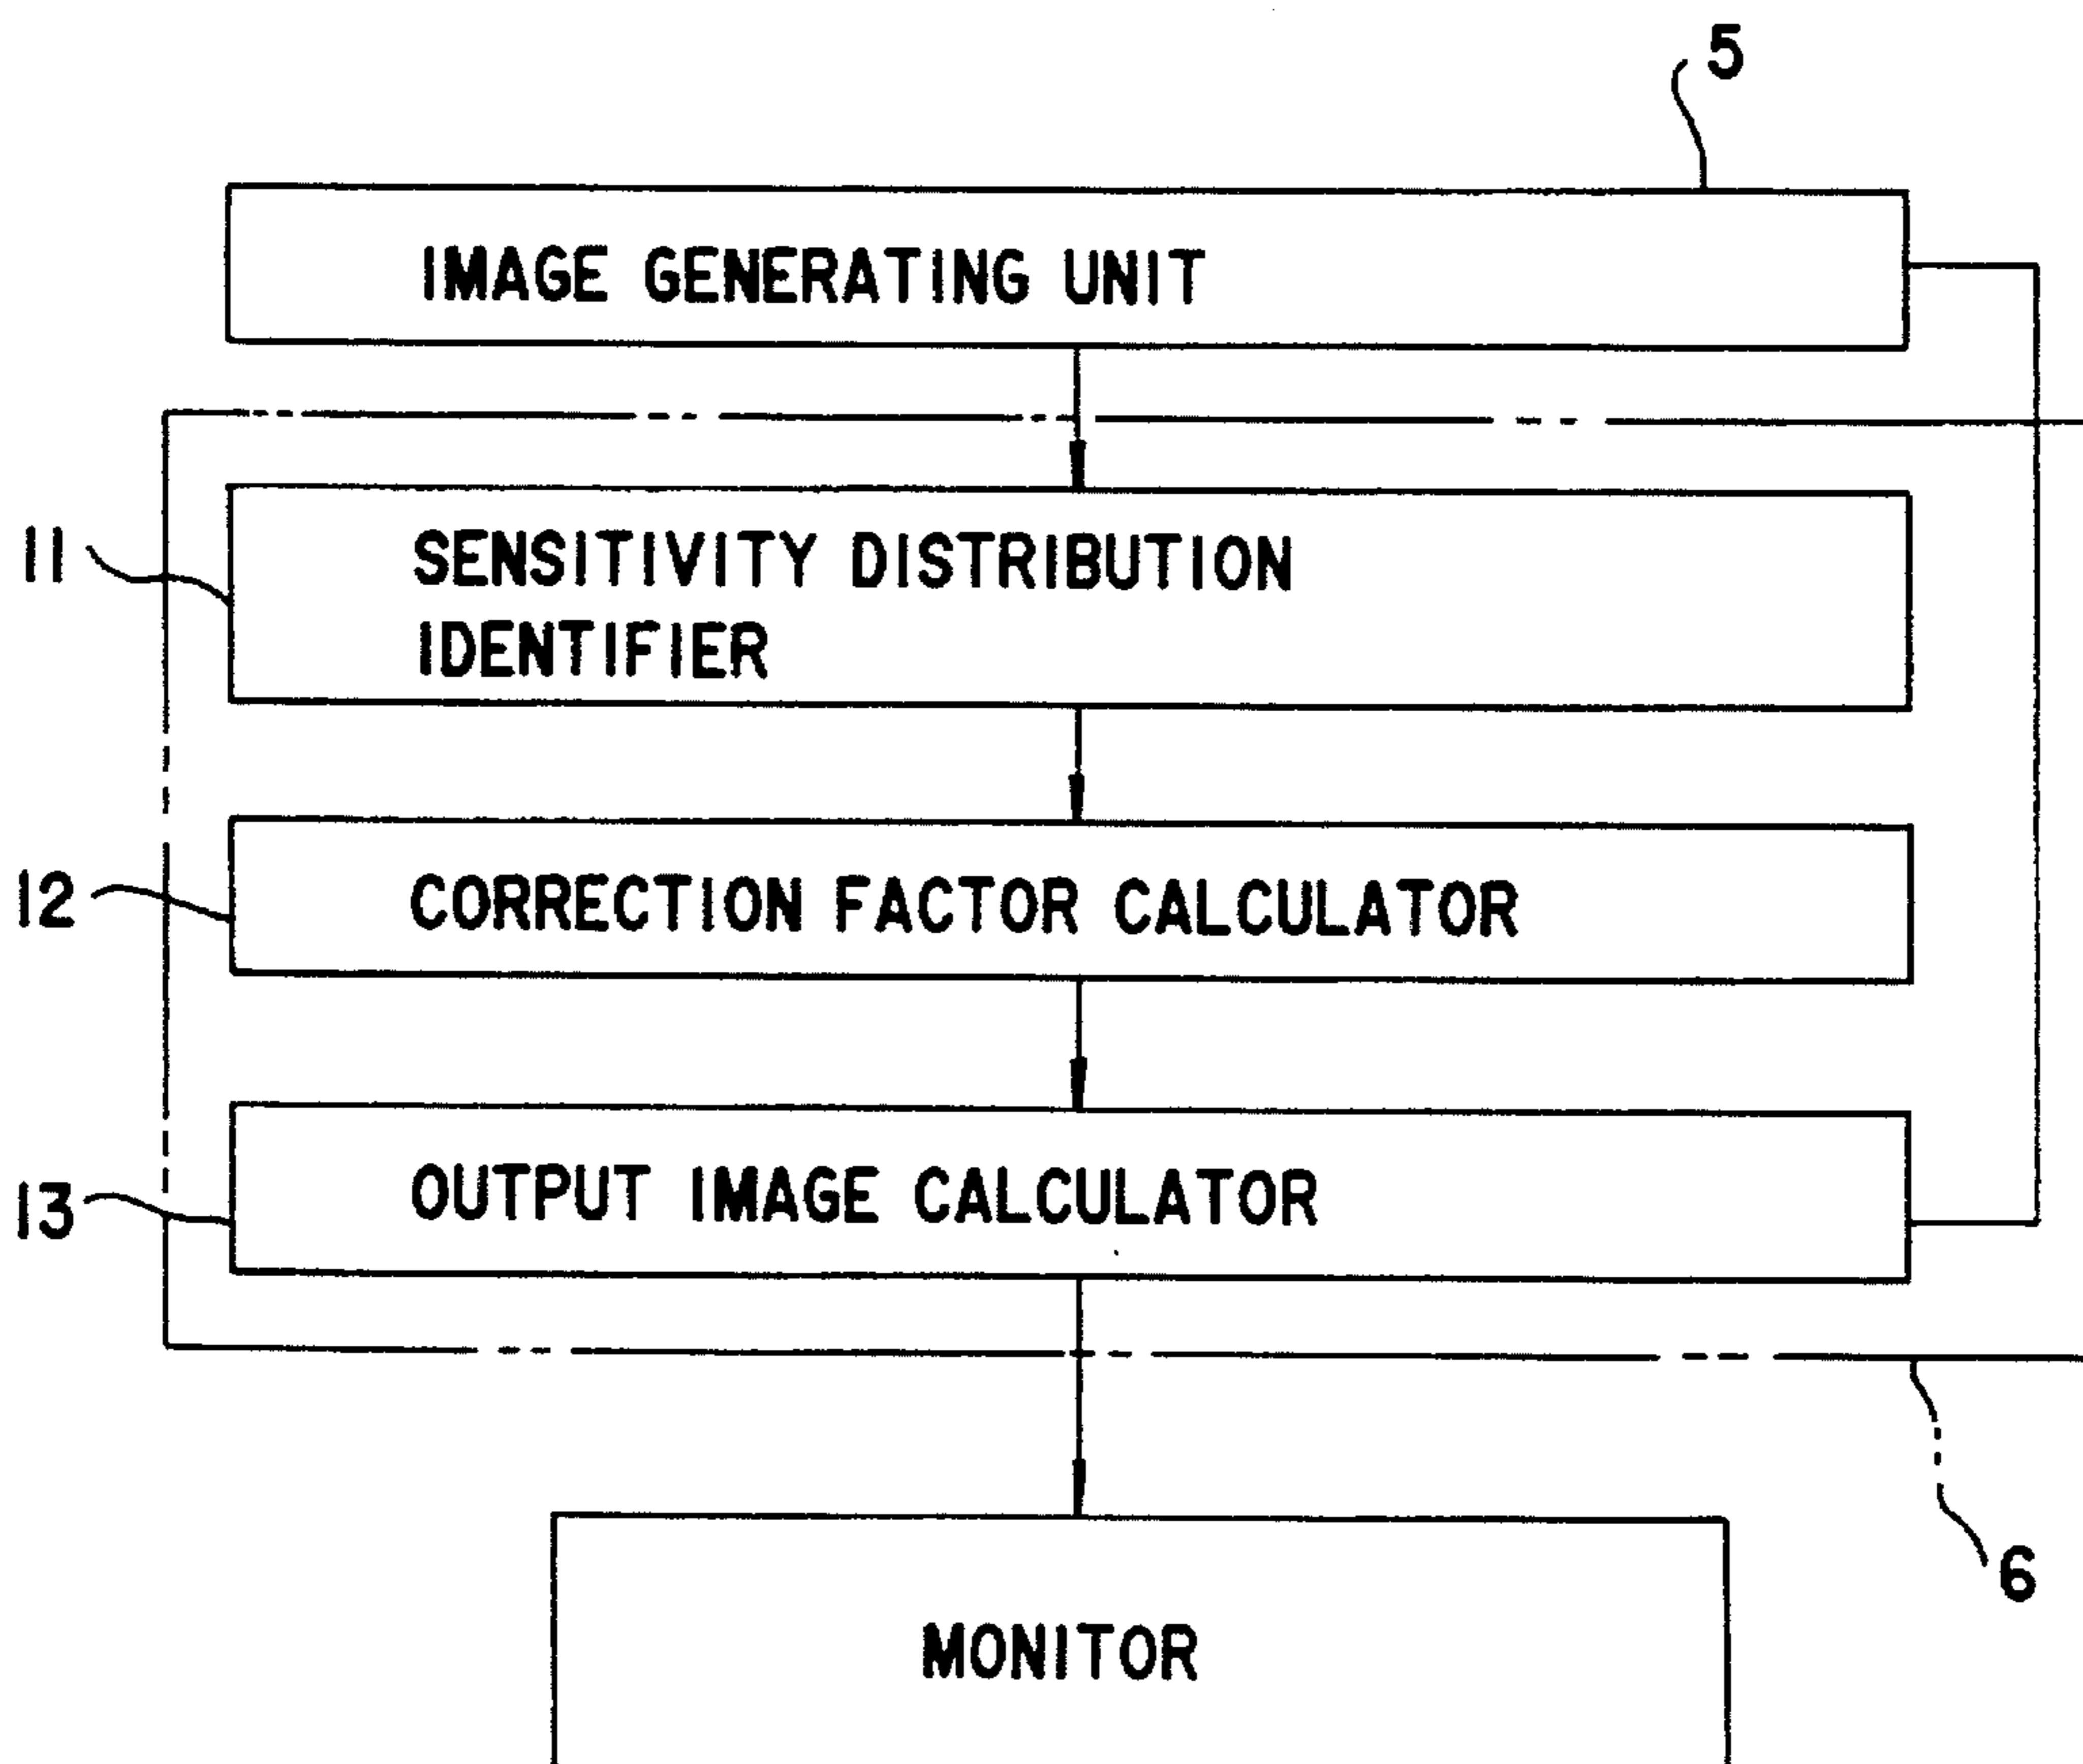 5
IMAGE GENERATING UNIT
11
SENSITIVITY DISTRIBUTION
IDENTIFIER
12
CORRECTION FACTOR CALCULATOR
13
OUTPUT IMAGE CALCULATOR
6
MONITOR